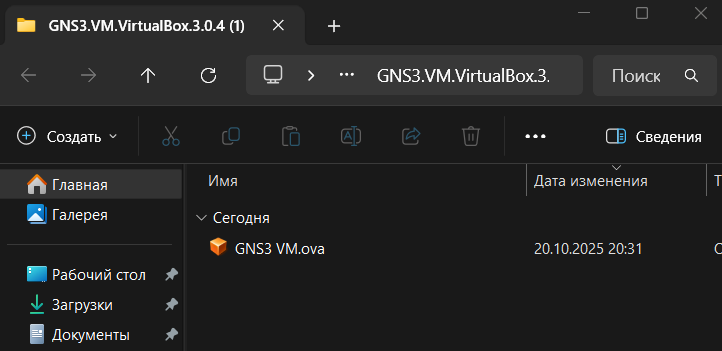 GNS3.VM.VirtualBox.3.0.4 (1)
GNS3.VM.VirtualBox.3.
Поиск
Создать
Сведения
Главная
Имя
Дата изменения
Галерея
Сегодня
GNS3 VM.ova
20.10.2025 20:31
Рабочий стол
Загрузки
Документы